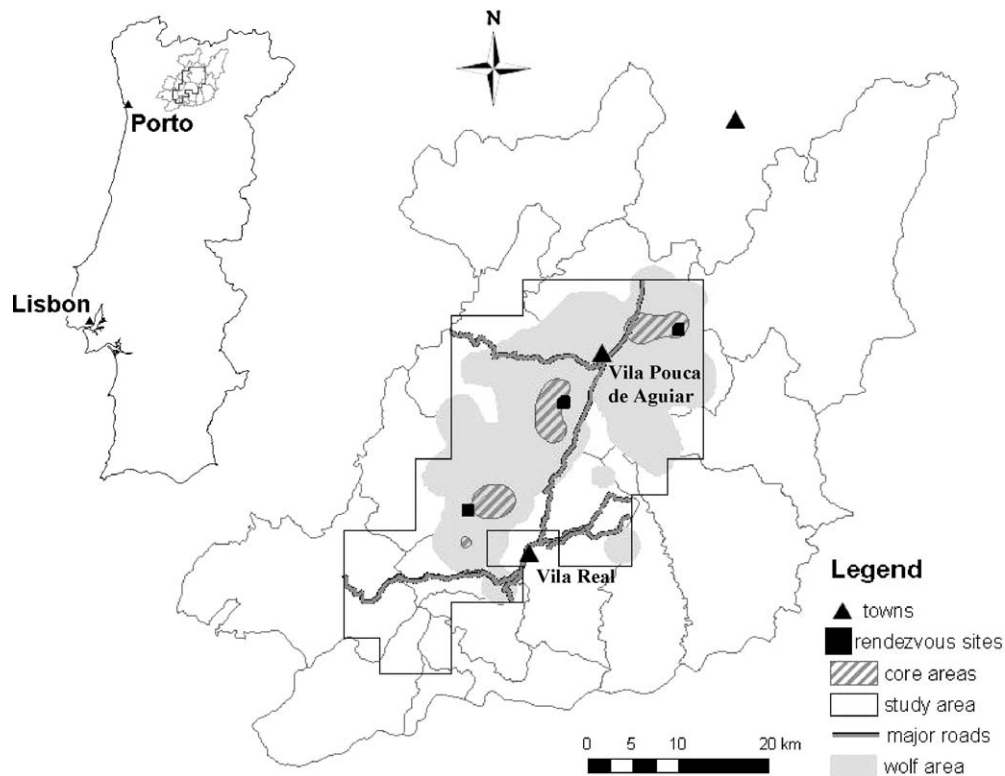 N
Porto
Lisbon
Vila Pouca
de Aguiar
Vila Real
Legend
towns
rendezvous sites
core areas
study area
major roads
wolf area
0 5 10 20 km